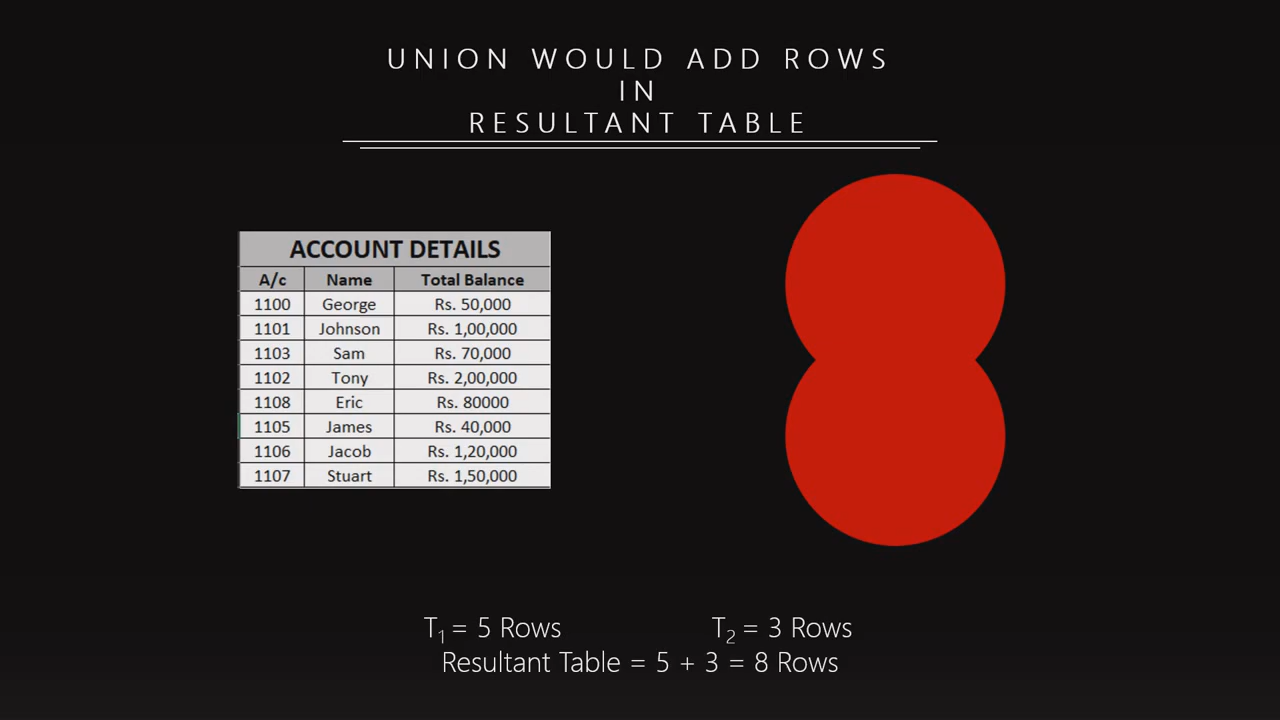 UNION WOULD ADD ROWS
IN
RESULTANT TABLE
ACCOUNT DETAILS
A/c Name Total Balance
1100 George Rs. 50,000
1101 Johnson Rs. 1,00,000
1103 Sam Rs. 70,000
1102 Tony Rs. 2,00,000
1108 Eric Rs. 80000
1105 James Rs. 40,000
1106 Jacob Rs. 1,20,000
1107 Stuart Rs. 1,50,000
T1 = 5 Rows T2 = 3 Rows
Resultant Table = 5 + 3 = 8 Rows